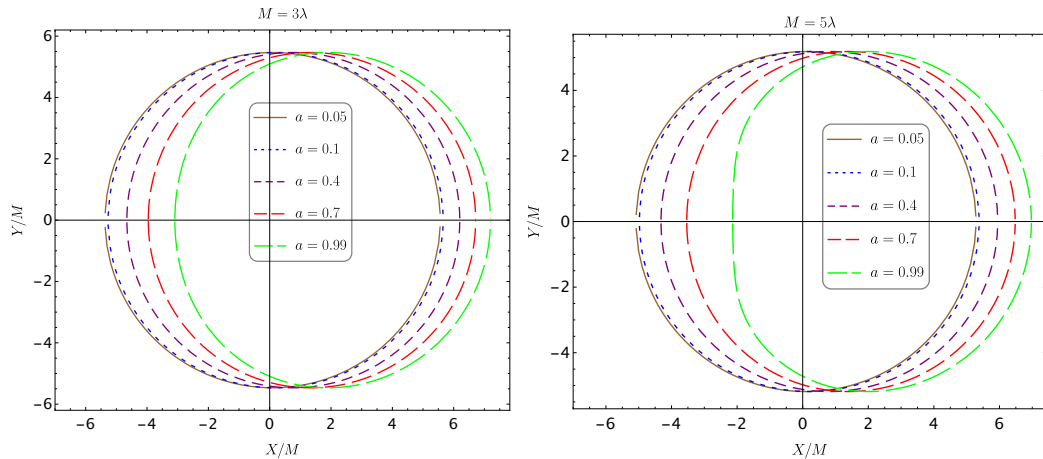 M = 3λ
6
4
2
0
−2
−4
−6
Y/M
−6
−4
−2
0
2
4
6
X/M
a = 0.05
a = 0.1
a = 0.4
a = 0.7
a = 0.99
M = 5λ
4
2
0
−2
−4
Y/M
−6
−4
−2
0
2
4
6
X/M
a = 0.05
a = 0.1
a = 0.4
a = 0.7
a = 0.99